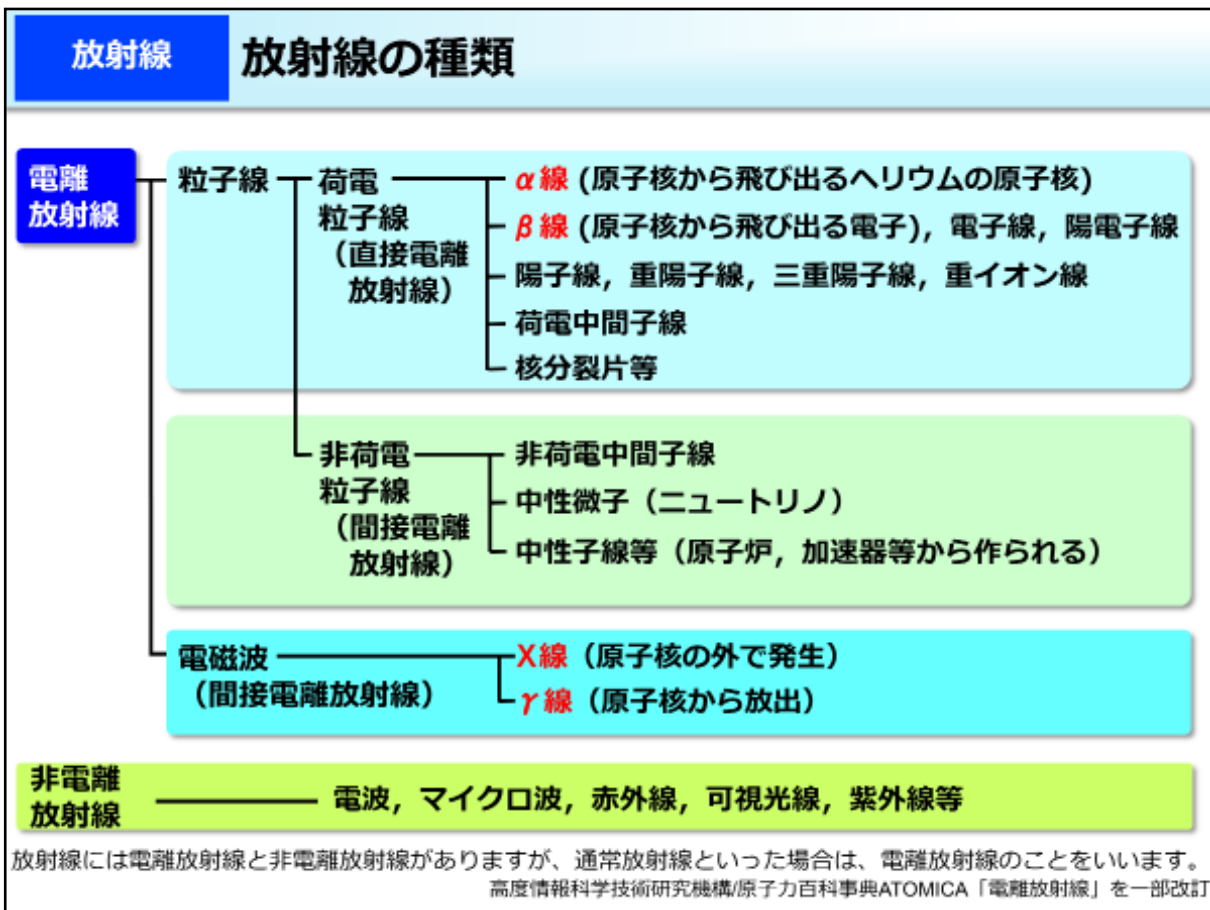 放射線
放射線の種類
電離
放射線
粒子線
荷電
粒子線
（直接電離
放射線）
α線 (原子核から飛び出るヘリウムの原子核)
β線 (原子核から飛び出る電子)，電子線，陽電子線
陽子線，重陽子線，三重陽子線，重イオン線
荷電中間子線
核分裂片等
非荷電
粒子線
（間接電離
放射線）
非荷電中間子線
中性微子（ニュートリノ）
中性子線等（原子炉，加速器等から作られる）
電磁波
（間接電離放射線）
X線（原子核の外で発生）
γ線（原子核から放出）
非電離
放射線
電波，マイクロ波，赤外線，可視光線，紫外線等
放射線には電離放射線と非電離放射線がありますが、通常放射線といった場合は、電離放射線のことをいいます。
高度情報科学技術研究機構/原子力百科事典ATOMICA「電離放射線」を一部改訂